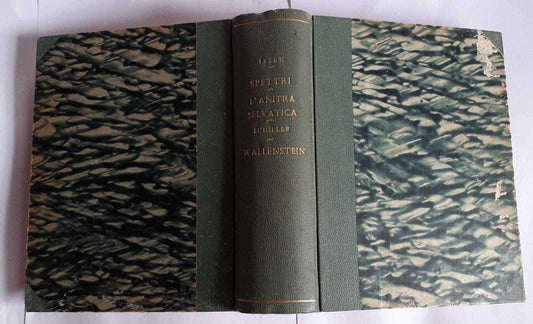 IBSEN
SPETTRI
L'ANITRA
SELVATICA
SCHILLER
WALLENSTEIN